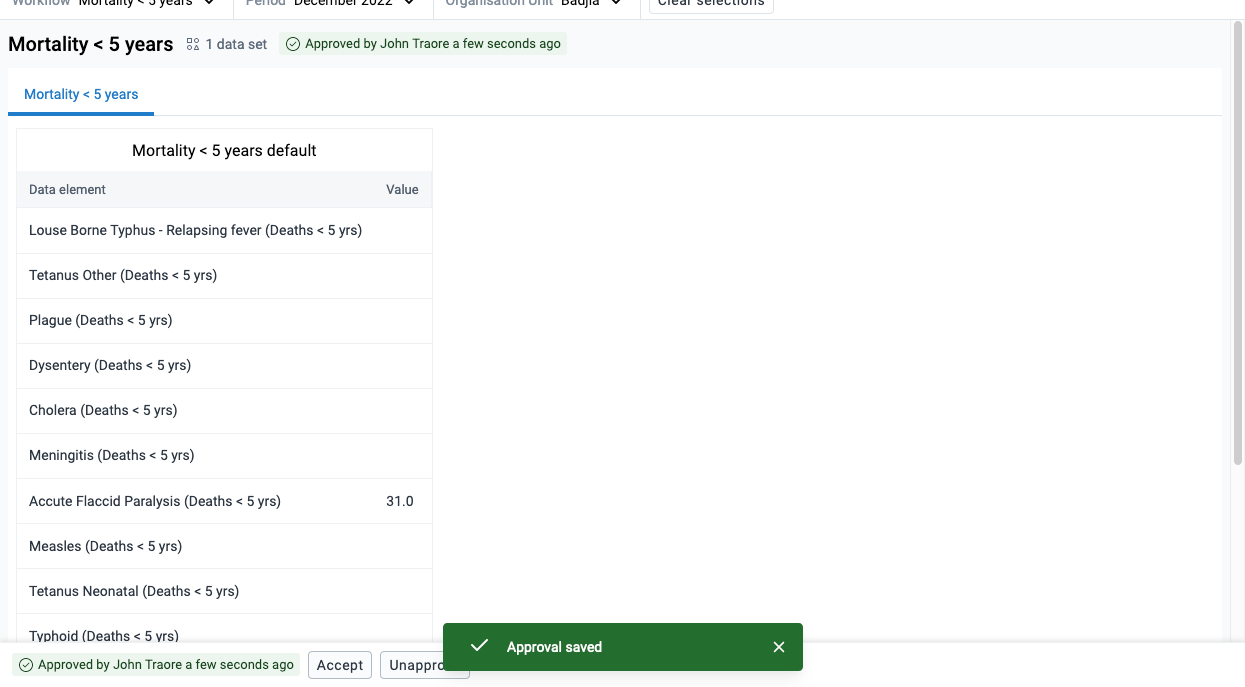 Workflow Mortality < 5 years Period December 2022 Organisation Unit Badjia Clear selections
Mortality < 5 years 1 data set Approved by John Traore a few seconds ago
Mortality < 5 years
Mortality < 5 years default
Data element Value
Louse Borne Typhus - Relapsing fever (Deaths < 5 yrs)
Tetanus Other (Deaths < 5 yrs)
Plague (Deaths < 5 yrs)
Dysentery (Deaths < 5 yrs)
Cholera (Deaths < 5 yrs)
Meningitis (Deaths < 5 yrs)
Accute Flaccid Paralysis (Deaths < 5 yrs) 31.0
Measles (Deaths < 5 yrs)
Tetanus Neonatal (Deaths < 5 yrs)
Typhoid (Deaths < 5 yrs)
Approved by John Traore a few seconds ago Accept Unappro
Approval saved